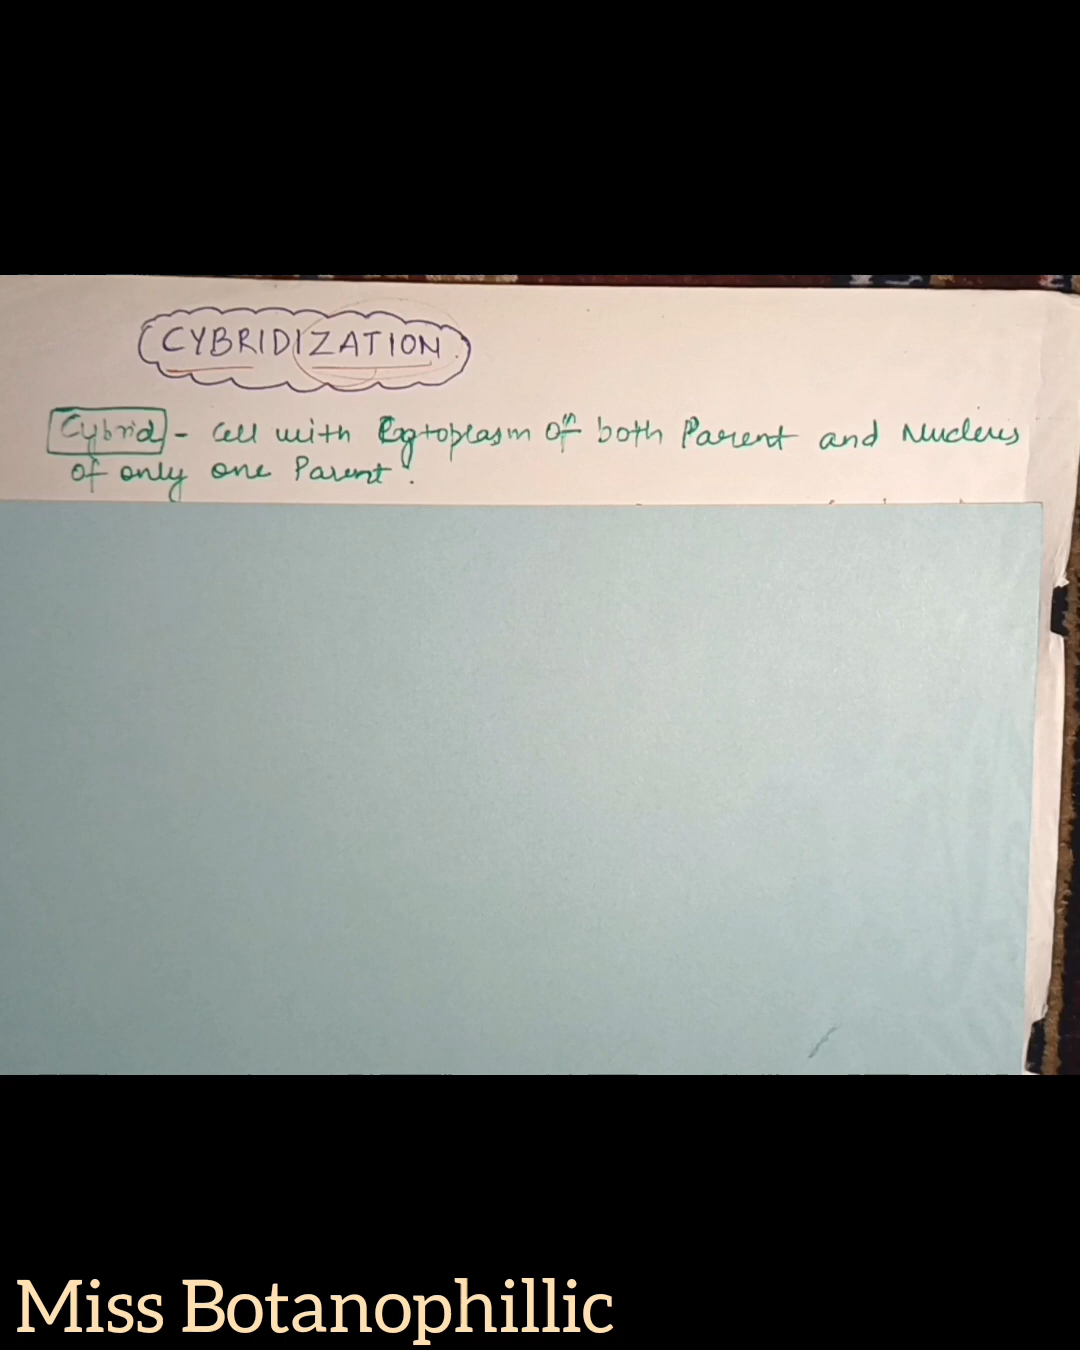 CYBRIDIZATION
Cybrid - Cell with Cytoplasm of both Parent and Nucleus
of only one Parent.
Miss Botanophillic